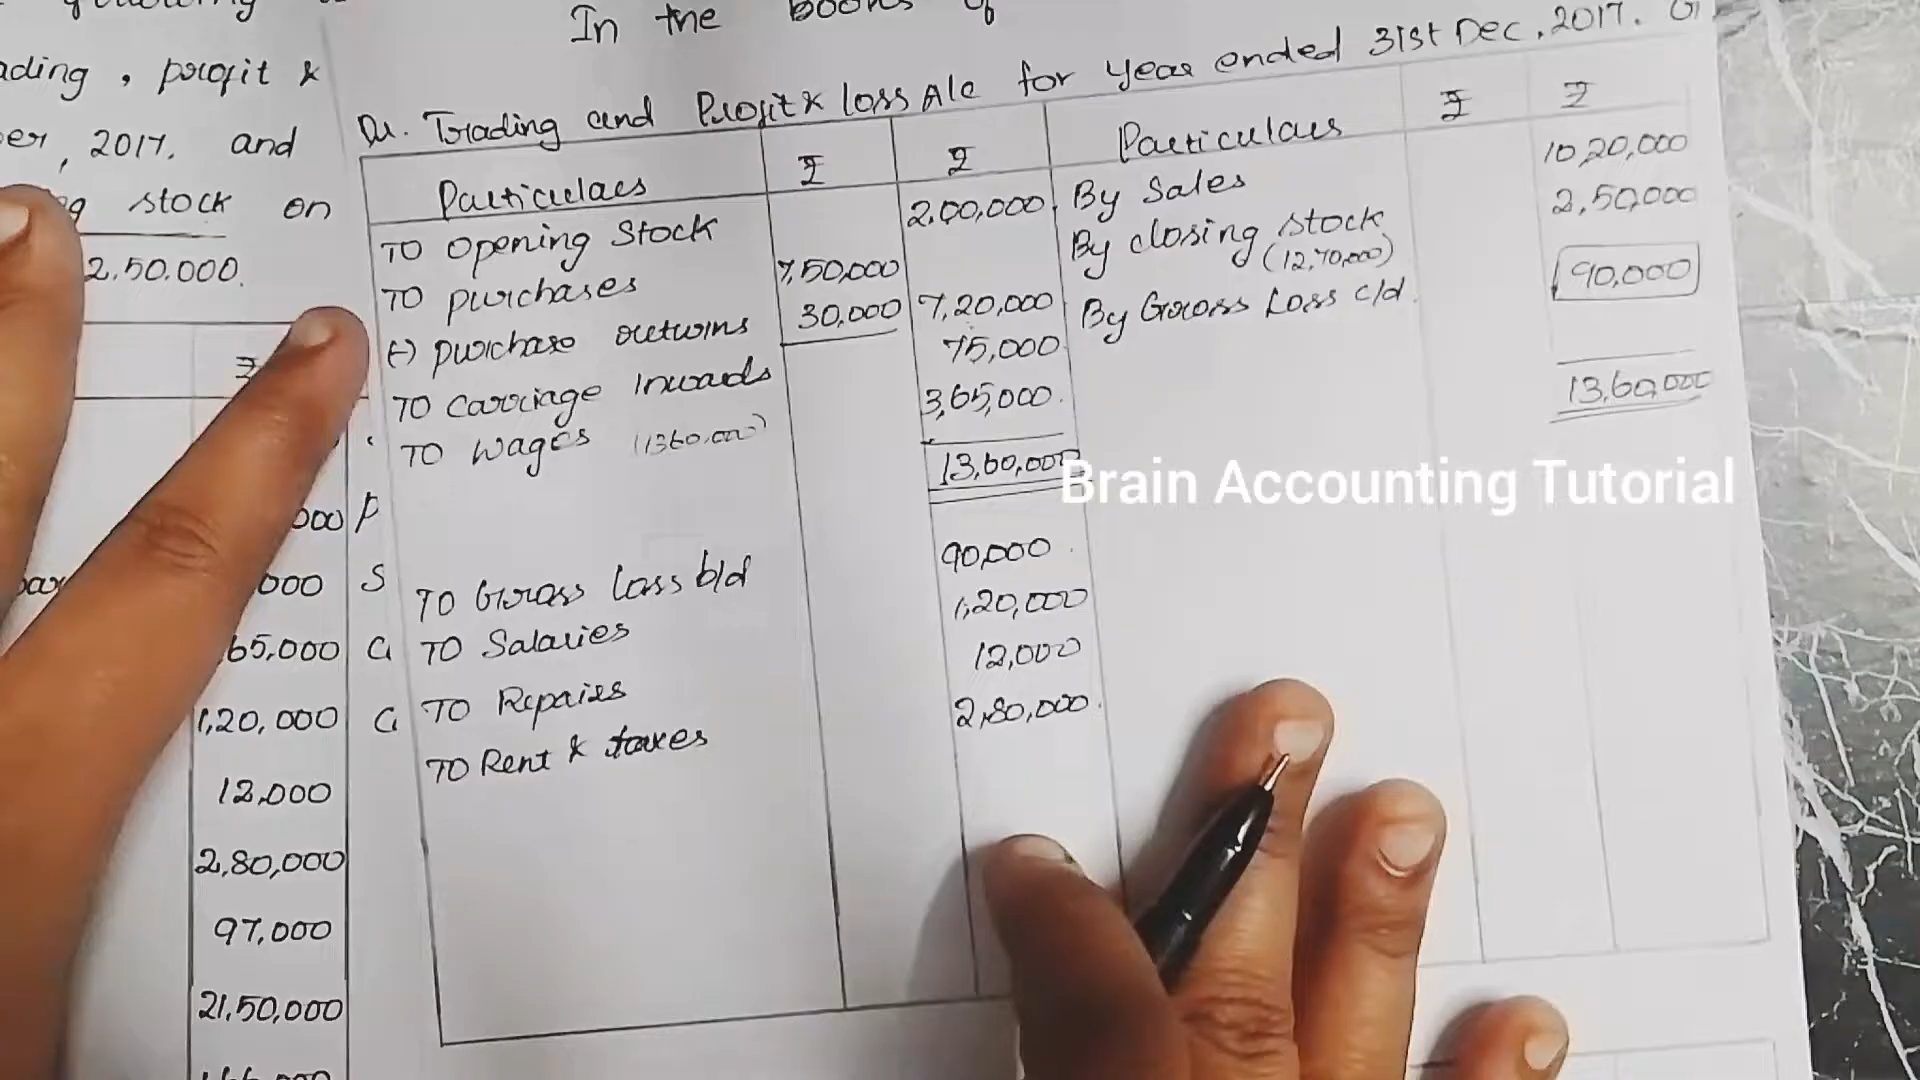 In the books of
ading, profit &
er, 2017. and
stock on
2.50.000.
₹
000 P
000 S
65,000 G
1,20,000 G
12,000
2,80,000
97,000
21,50,000
Dr. Trading and Profit & loss A/c for year ended 31st Dec, 2017.
Particulars ₹ ₹ Particulars ₹ ₹
TO Opening Stock 2,00,000 By Sales 10,20,000
TO purchases 7,50,000 By closing stock 2,50,000
(12,70,000)
(-) purchase outurns 30,000 7,20,000 By Gross Loss c/d 90,000
TO carriage Inwards 75,000
TO wages (1360,000) 3,65,000
13,60,000 13,60,000
TO Gross loss b/d 90,000
TO Salaries 1,20,000
TO Repairs 12,000
TO Rent & taxes 2,80,000
Brain Accounting Tutorial